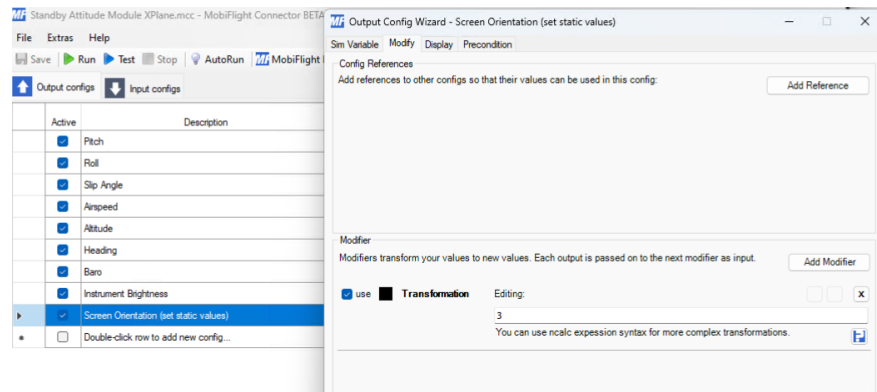 Standby Attitude Module XPlane.mcc - MobiFlight Connector BETA
File Extras Help
Save Run Test Stop AutoRun MobiFlight
Output configs Input configs
Active Description
Pitch
Roll
Slip Angle
Airspeed
Altitude
Heading
Baro
Instrument Brightness
Screen Orientation (set static values)
Double-click row to add new config...
Output Config Wizard - Screen Orientation (set static values)
Sim Variable Modify Display Precondition
Config References
Add references to other configs so that their values can be used in this config:
Add Reference
Modifier
Modifiers transform your values to new values. Each output is passed on to the next modifier as input.
Add Modifier
use Transformation Editing:
x
3
You can use ncalc expession syntax for more complex transformations.